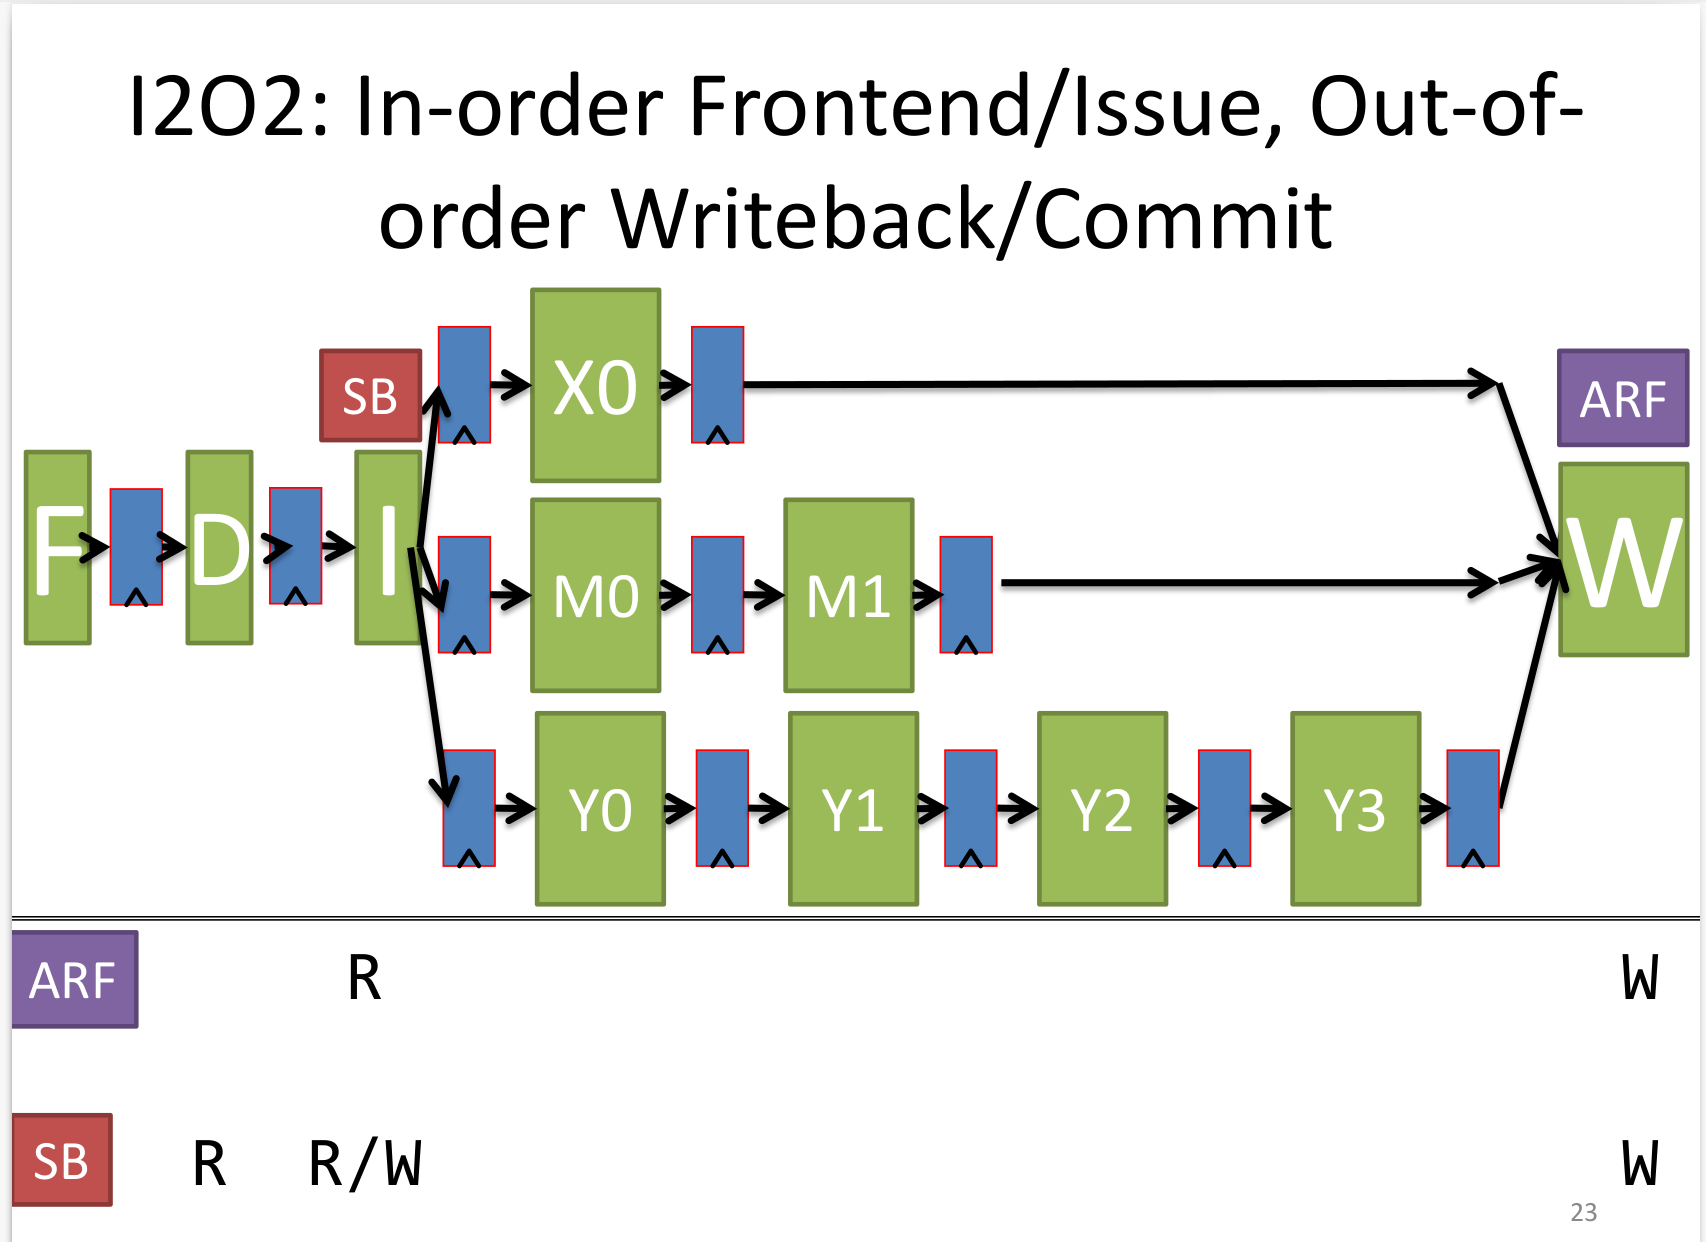 I2O2: In-order Frontend/Issue, Out-of-
order Writeback/Commit
SB
X0
ARF
F
D
I
M0
M1
W
Y0
Y1
Y2
Y3
ARF R W
SB R R/W W
23